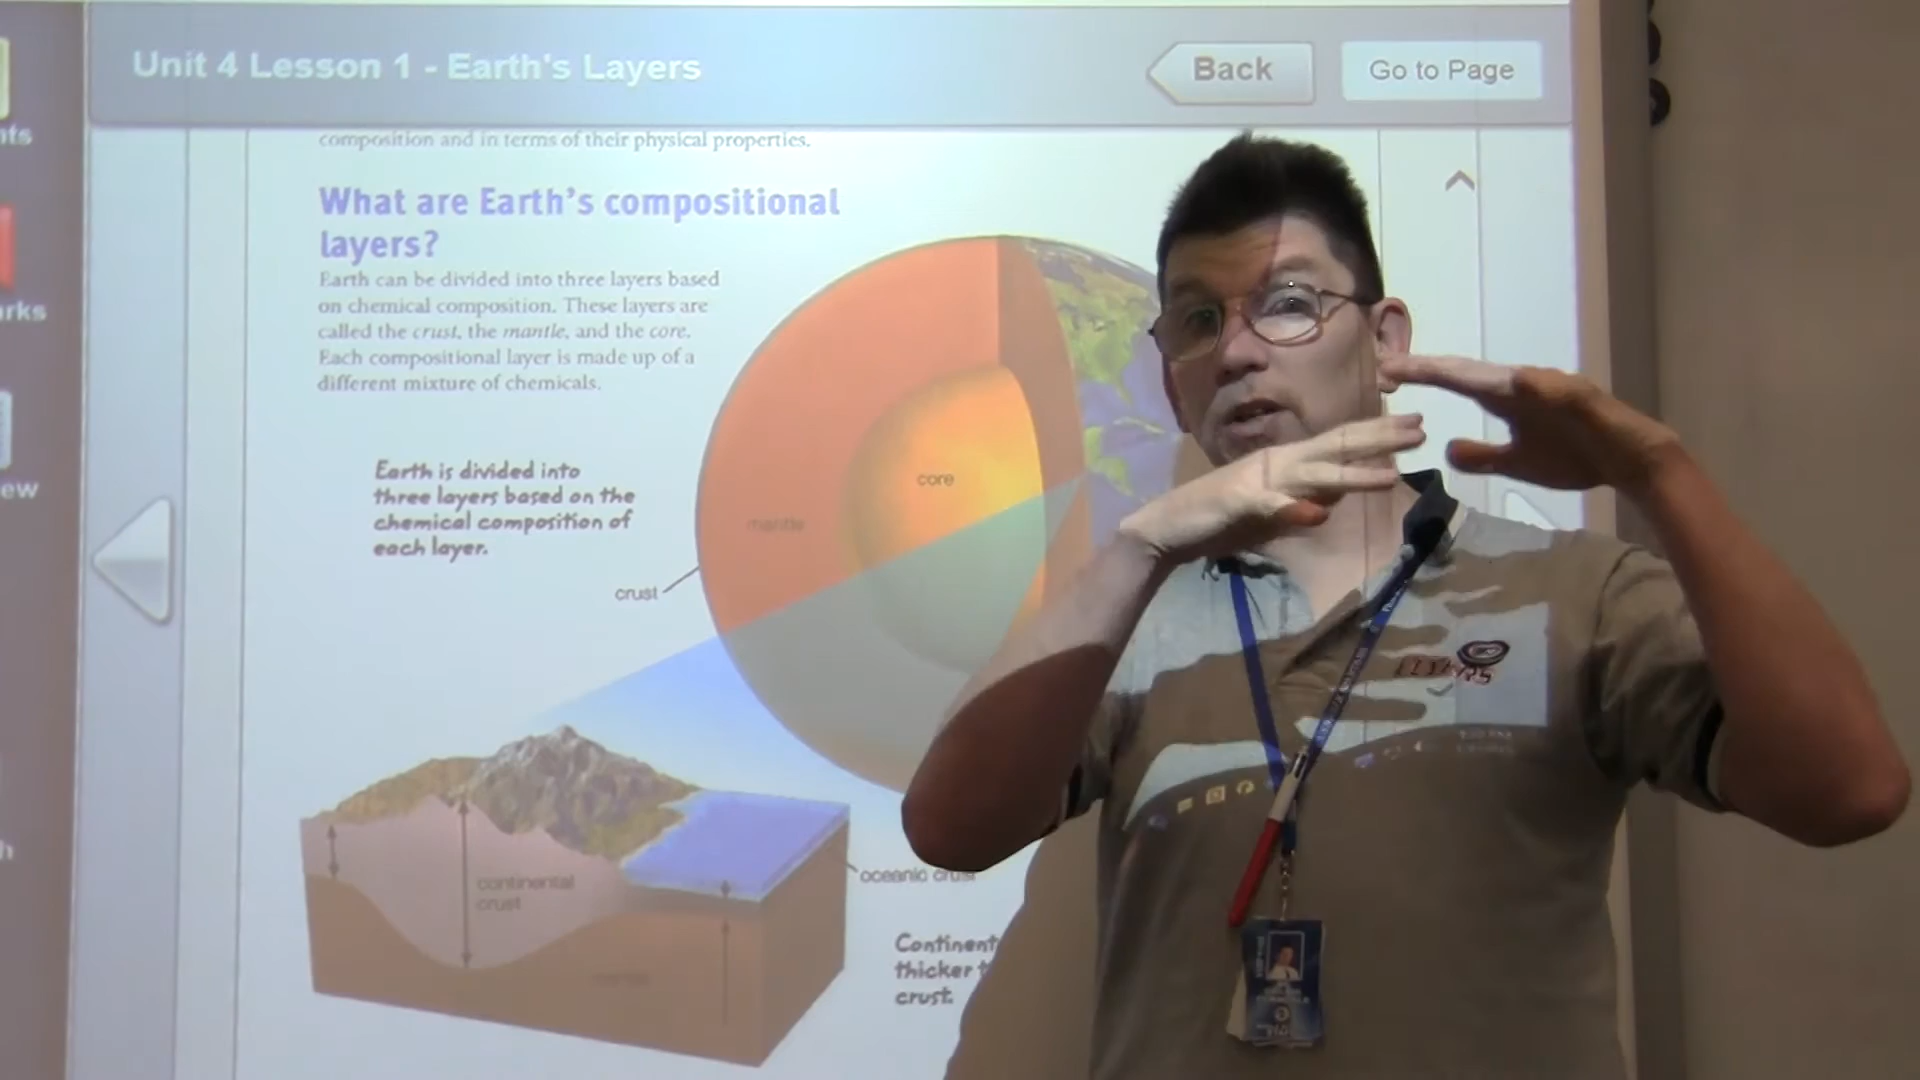 Unit 4 Lesson 1 - Earth's Layers
Back
Go to Page
composition and in terms of their physical properties.
What are Earth's compositional
layers?
Earth can be divided into three layers based
on chemical composition. These layers are
called the crust, the mantle, and the core.
Each compositional layer is made up of a
different mixture of chemicals.
Earth is divided into
three layers based on the
chemical composition of
each layer.
core
mantle
crust
continental
crust
oceanic crust
mantle
Continent
thicker
crust.